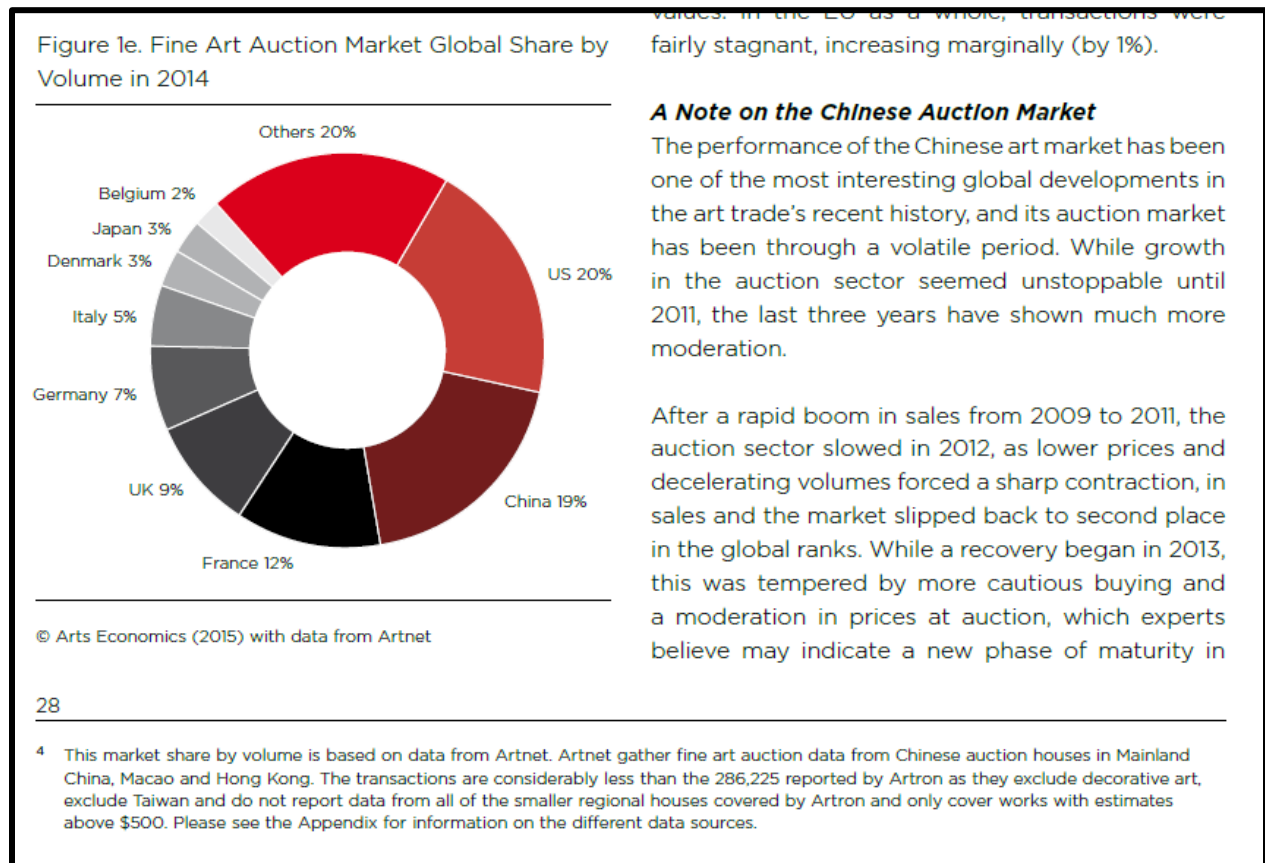 Figure 1e. Fine Art Auction Market Global Share by
Volume in 2014
Others 20%
Belgium 2%
Japan 3%
Denmark 3%
US 20%
Italy 5%
Germany 7%
UK 9%
China 19%
France 12%
© Arts Economics (2015) with data from Artnet
values. In the EU as a whole, transactions were
fairly stagnant, increasing marginally (by 1%).
A Note on the Chinese Auction Market
The performance of the Chinese art market has been
one of the most interesting global developments in
the art trade's recent history, and its auction market
has been through a volatile period. While growth
in the auction sector seemed unstoppable until
2011, the last three years have shown much more
moderation.
After a rapid boom in sales from 2009 to 2011, the
auction sector slowed in 2012, as lower prices and
decelerating volumes forced a sharp contraction, in
sales and the market slipped back to second place
in the global ranks. While a recovery began in 2013,
this was tempered by more cautious buying and
a moderation in prices at auction, which experts
believe may indicate a new phase of maturity in
28
4 This market share by volume is based on data from Artnet. Artnet gather fine art auction data from Chinese auction houses in Mainland
China, Macao and Hong Kong. The transactions are considerably less than the 286,225 reported by Artron as they exclude decorative art,
exclude Taiwan and do not report data from all of the smaller regional houses covered by Artron and only cover works with estimates
above $500. Please see the Appendix for information on the different data sources.